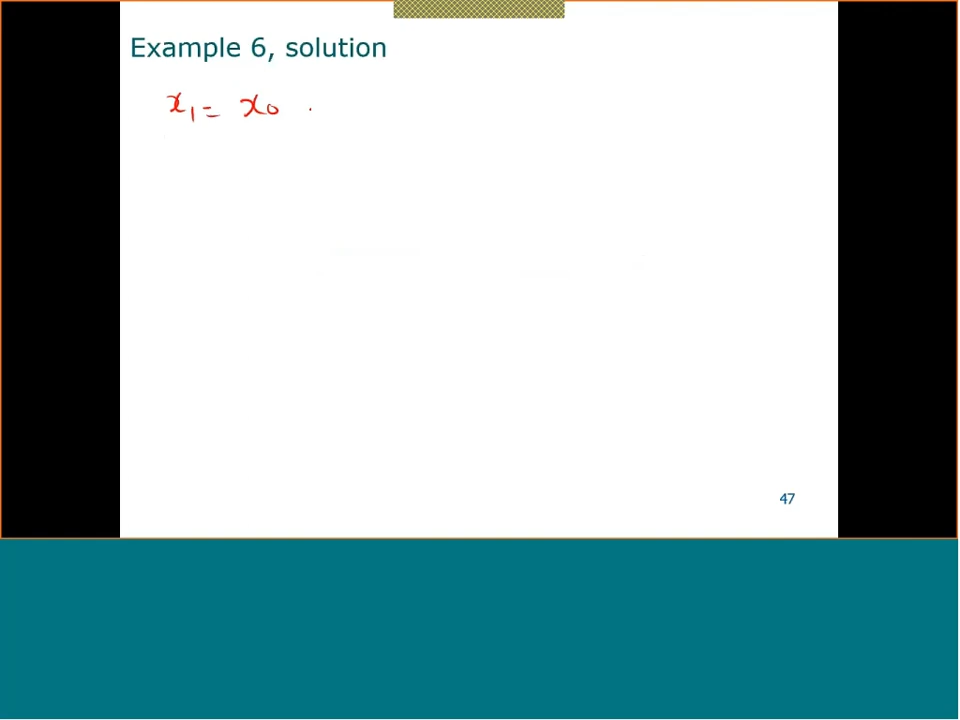 Example 6, solution
x₁ = x₀
47